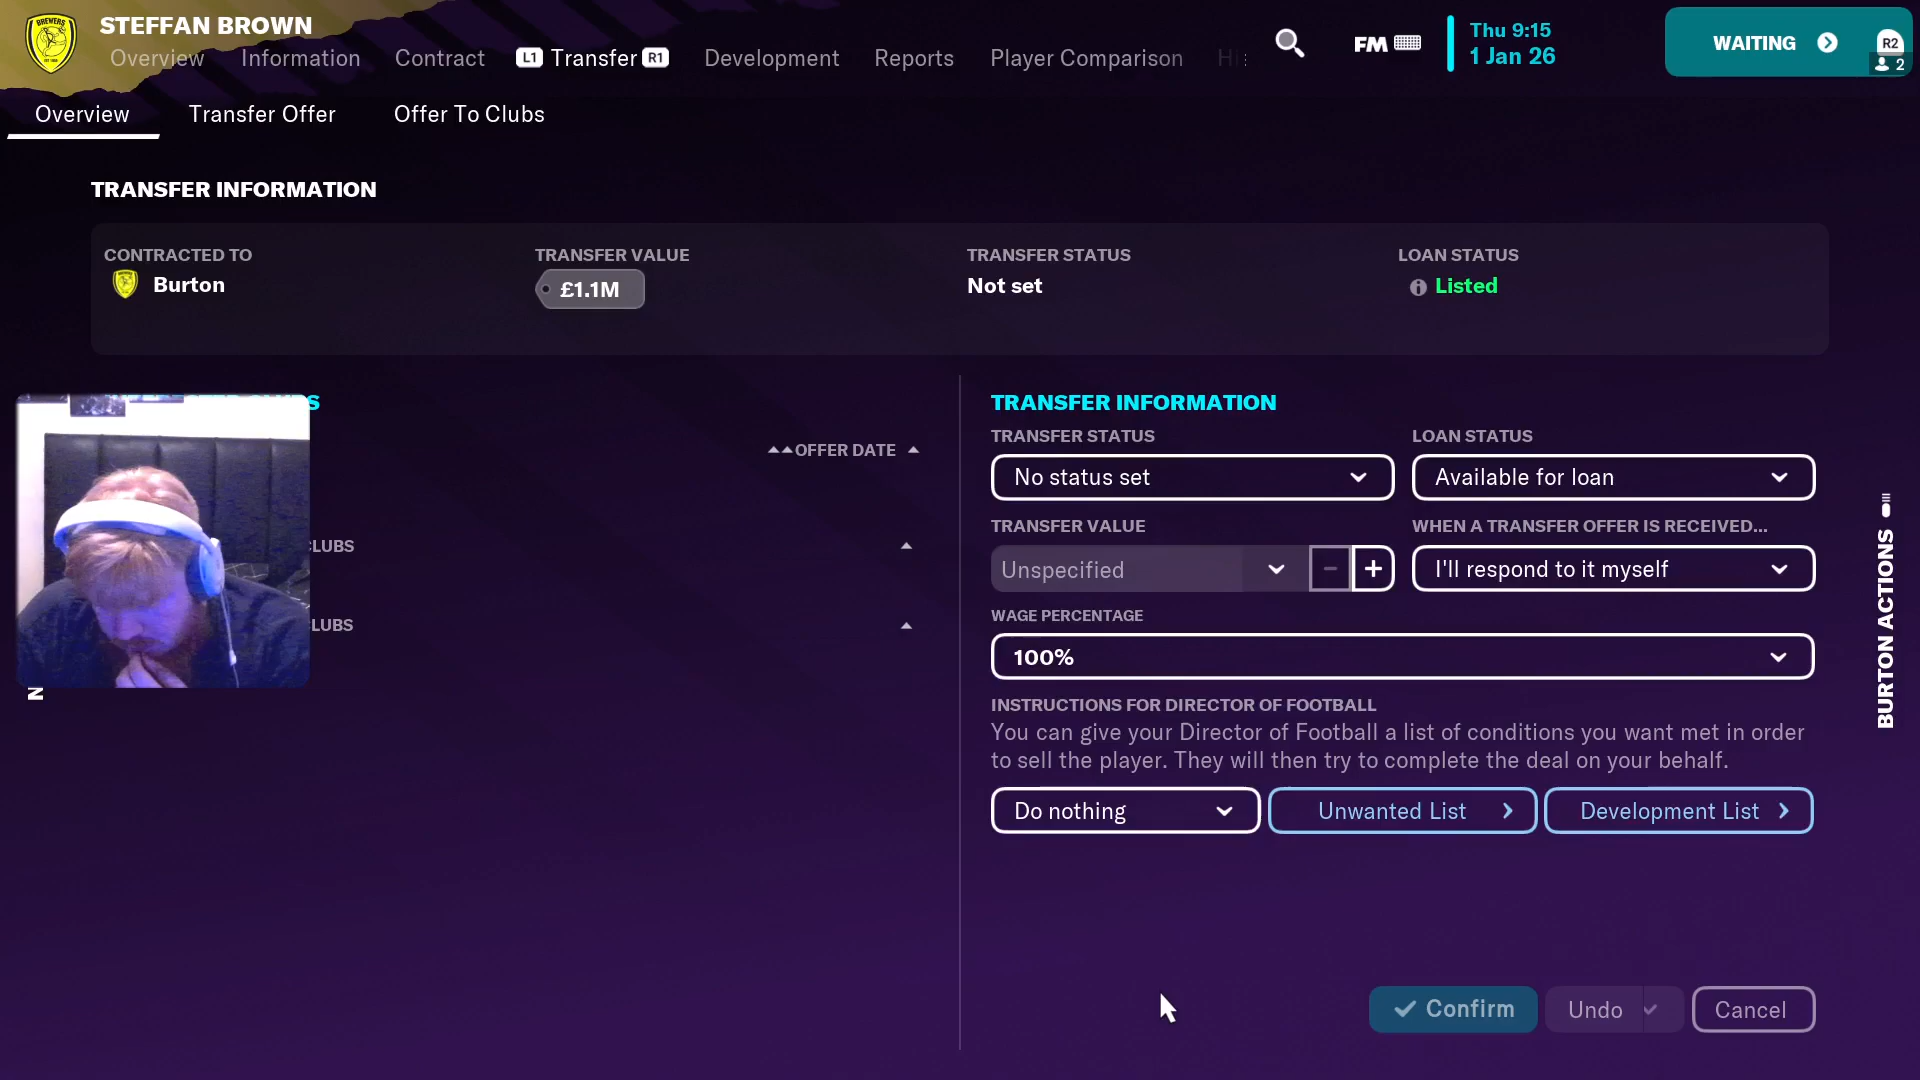 STEFFAN BROWN
Overview Information Contract L1 Transfer R1 Development Reports Player Comparison
FM
Thu 9:15
1 Jan 26
WAITING
R2
2
Overview Transfer Offer Offer To Clubs
TRANSFER INFORMATION
CONTRACTED TO
Burton
TRANSFER VALUE
£1.1M
TRANSFER STATUS
Not set
LOAN STATUS
Listed
OFFER DATE
CLUBS
LUBS
N
TRANSFER INFORMATION
TRANSFER STATUS
No status set
LOAN STATUS
Available for loan
TRANSFER VALUE
Unspecified
WHEN A TRANSFER OFFER IS RECEIVED...
I'll respond to it myself
WAGE PERCENTAGE
100%
INSTRUCTIONS FOR DIRECTOR OF FOOTBALL
You can give your Director of Football a list of conditions you want met in order
to sell the player. They will then try to complete the deal on your behalf.
Do nothing
Unwanted List
Development List
Confirm
Undo
Cancel
BURTON ACTIONS
BREWERS